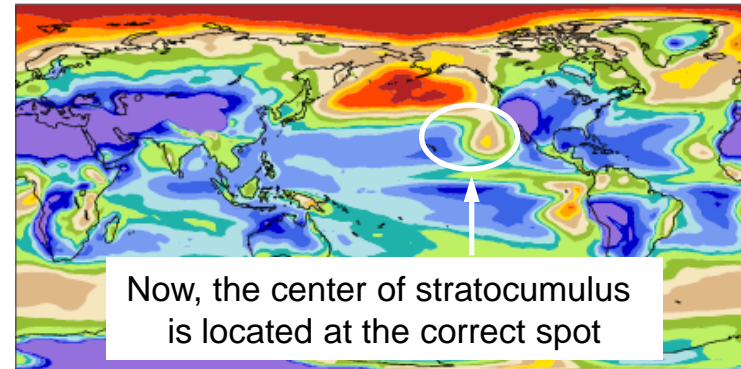 Now, the center of stratocumulus
is located at the correct spot